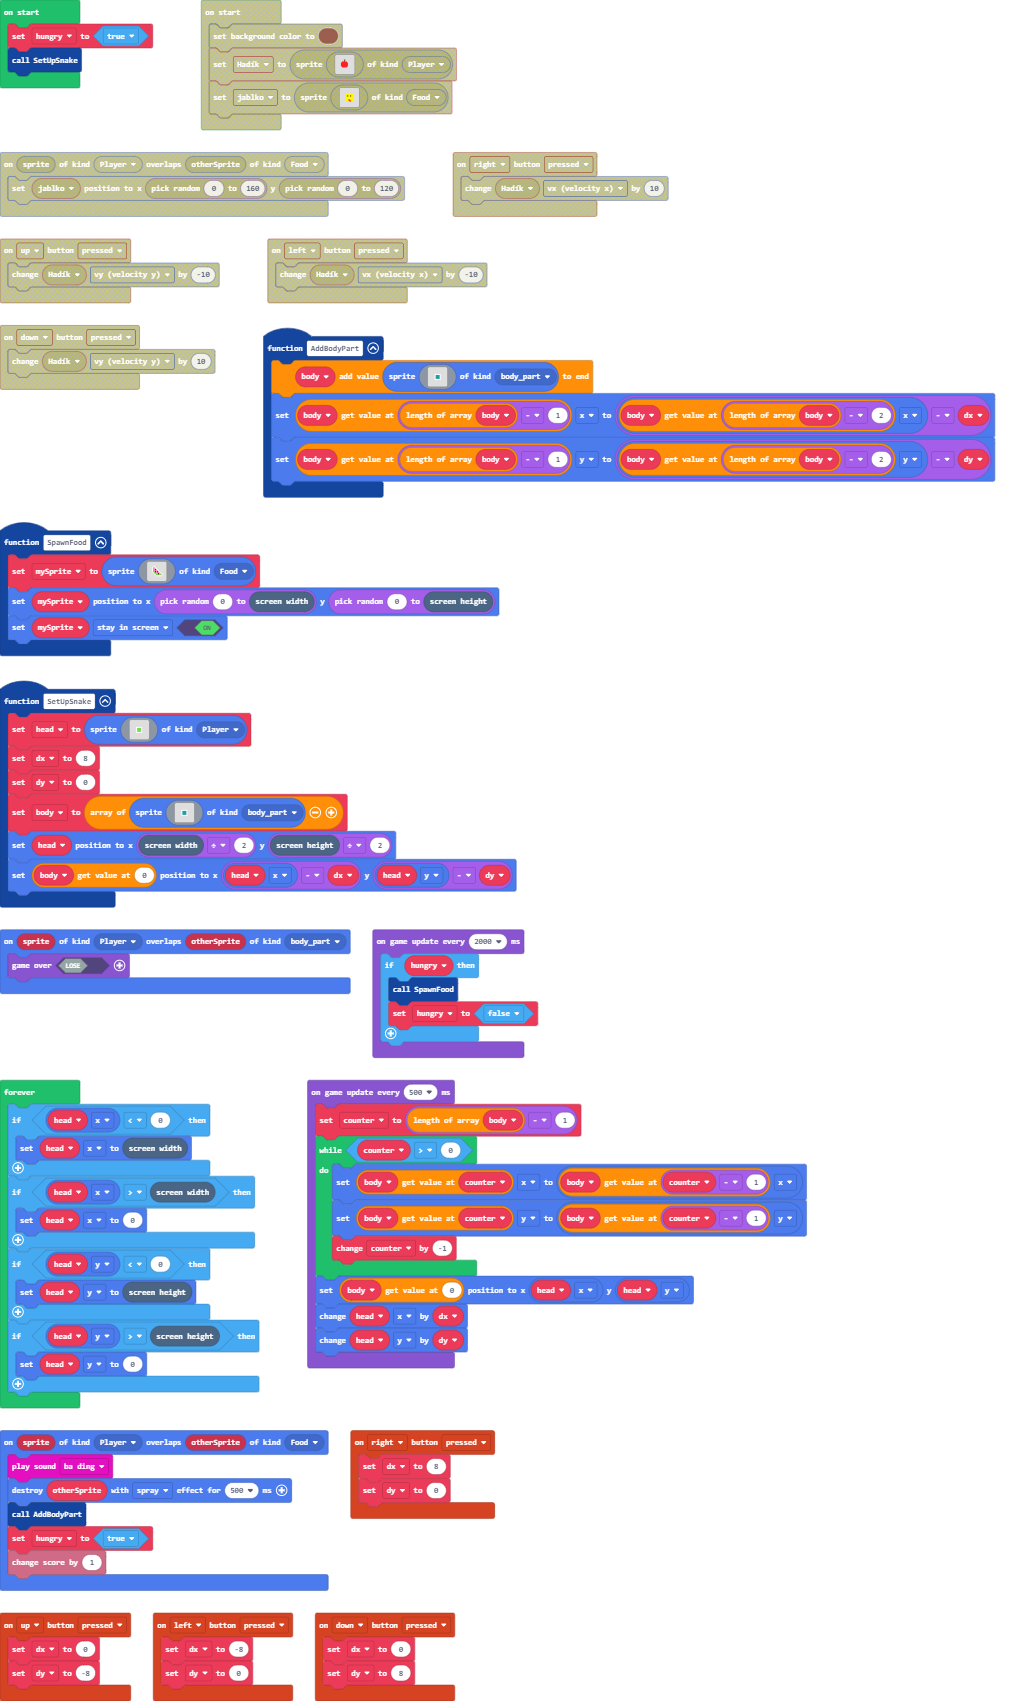 on start
set hungry to true
call SetUpSnake
on start
set background color to
set Hadík to sprite of kind Player
set jablko to sprite of kind Food
on sprite of kind Player overlaps otherSprite of kind Food
set jablko position to x pick random 0 to 160 y pick random 0 to 120
on right button pressed
change Hadík vx (velocity x) by 10
on up button pressed
change Hadík vy (velocity y) by -10
on left button pressed
change Hadík vx (velocity x) by -10
on down button pressed
change Hadík vy (velocity y) by 10
function AddBodyPart
body add value sprite of kind body_part to end
set body get value at length of array body - 1 x to body get value at length of array body - 2 x - dx
set body get value at length of array body - 1 y to body get value at length of array body - 2 y - dy
function SpawnFood
set mySprite to sprite of kind Food
set mySprite position to x pick random 0 to screen width y pick random 0 to screen height
set mySprite stay in screen ON
function SetUpSnake
set head to sprite of kind Player
set dx to 8
set dy to 0
set body to array of sprite of kind body_part
set head position to x screen width ÷ 2 y screen height ÷ 2
set body get value at 0 position to x head x - dx y head y - dy
on sprite of kind Player overlaps otherSprite of kind body_part
game over LOSE
on game update every 2000 ms
if hungry then
call SpawnFood
set hungry to false
forever
if head x < 0 then
set head x to screen width
if head x > screen width then
set head x to 0
if head y < 0 then
set head y to screen height
if head y > screen height then
set head y to 0
on game update every 500 ms
set counter to length of array body - 1
while counter > 0
do
set body get value at counter x to body get value at counter - 1 x
set body get value at counter y to body get value at counter - 1 y
change counter by -1
set body get value at 0 position to x head x y head y
change head x by dx
change head y by dy
on sprite of kind Player overlaps otherSprite of kind Food
play sound ba ding
destroy otherSprite with spray effect for 500 ms
call AddBodyPart
set hungry to true
change score by 1
on right button pressed
set dx to 8
set dy to 0
on up button pressed
set dx to 0
set dy to -8
on left button pressed
set dx to -8
set dy to 0
on down button pressed
set dx to 0
set dy to 8